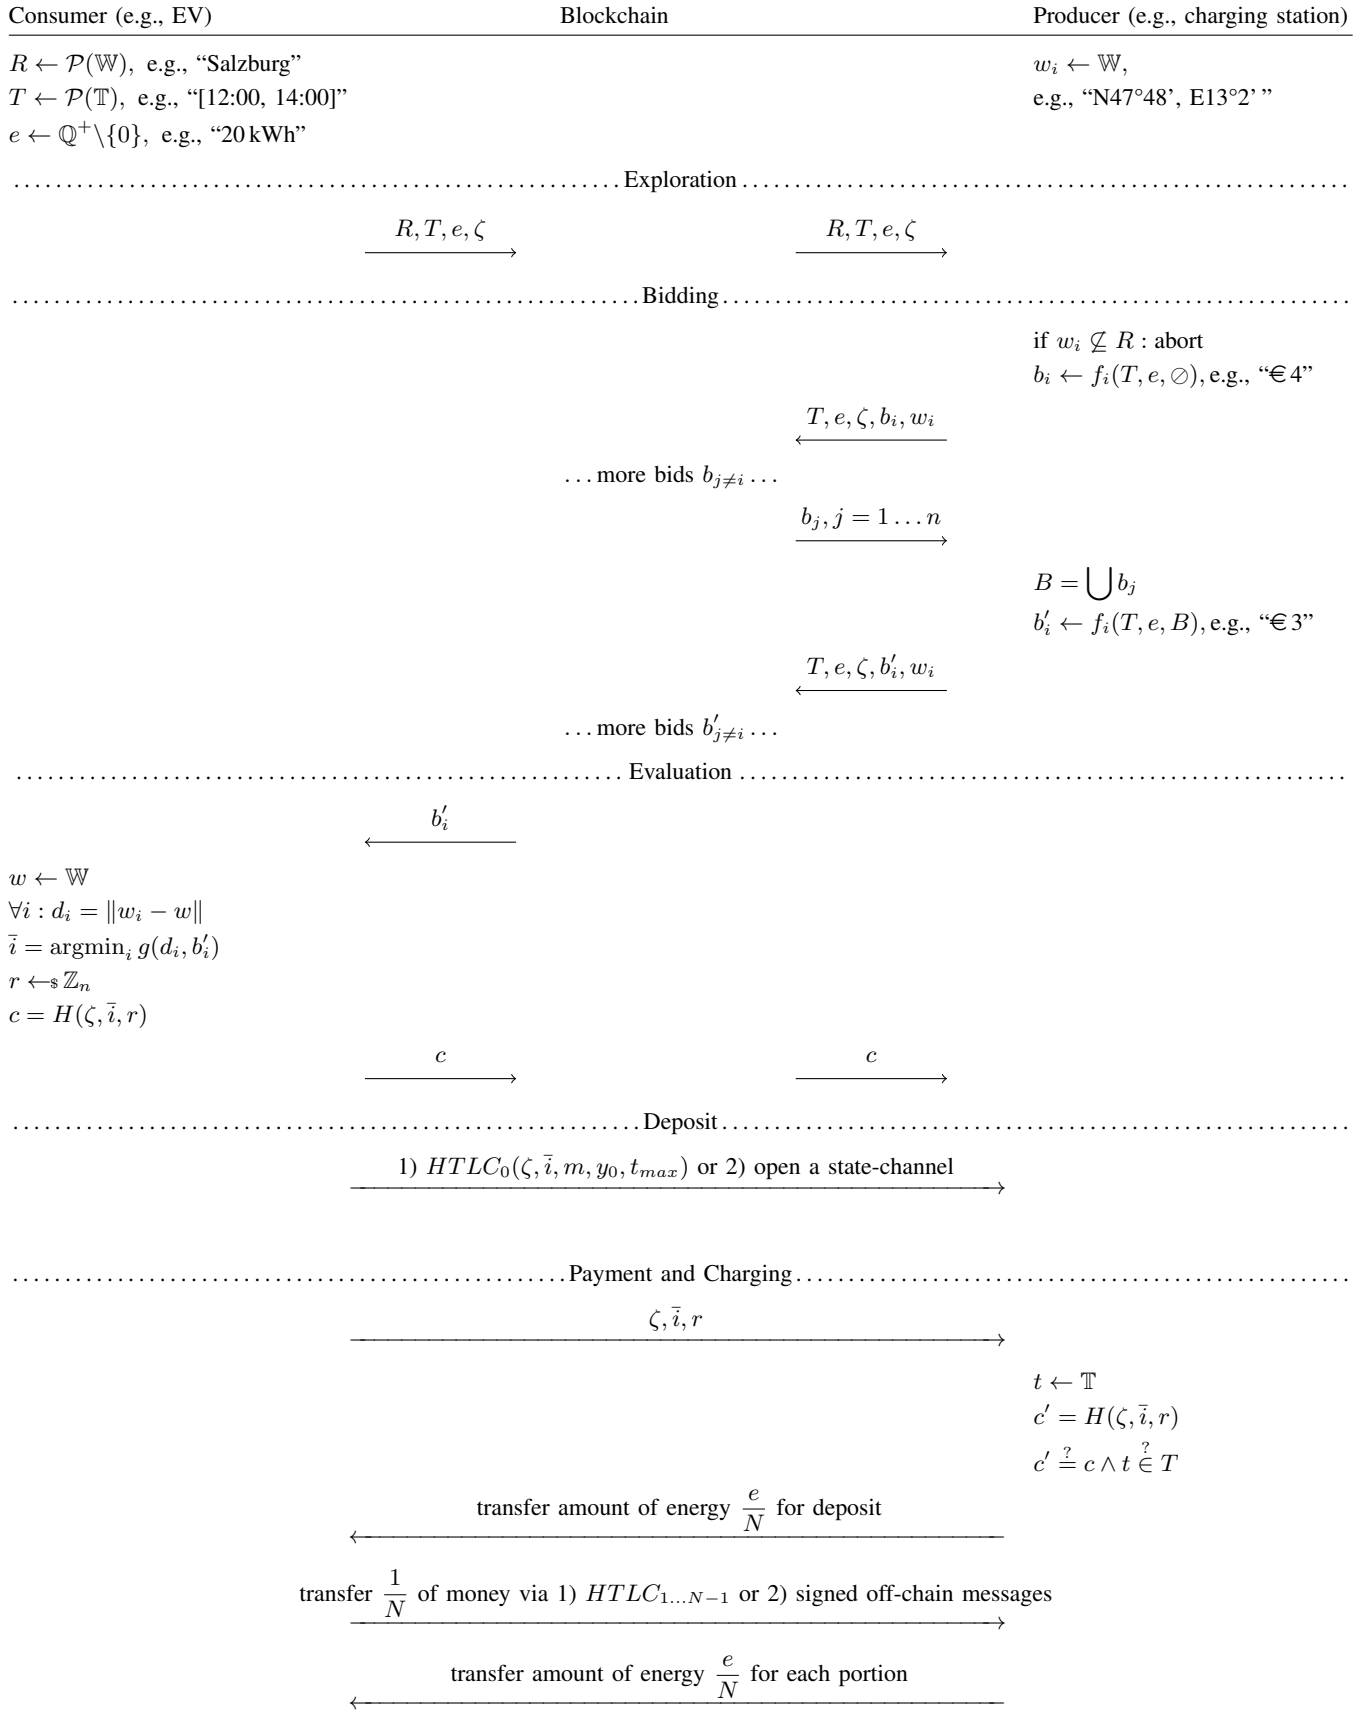 Consumer (e.g., EV) Blockchain Producer (e.g., charging station)
R ← 𝒫(𝕎), e.g., “Salzburg” w_i ← 𝕎,
T ← 𝒫(𝕋), e.g., “[12:00, 14:00]” e.g., “N47°48’, E13°2’ ”
e ← ℚ⁺\{0}, e.g., “20 kWh”
Exploration
R, T, e, ζ R, T, e, ζ
Bidding
if w_i ⊈ R : abort
b_i ← f_i(T, e, ⊘), e.g., “€ 4”
T, e, ζ, b_i, w_i
. . . more bids b_{j≠i} . . .
b_j, j = 1 . . . n
B = ⋃ b_j
b′_i ← f_i(T, e, B), e.g., “€ 3”
T, e, ζ, b′_i, w_i
. . . more bids b′_{j≠i} . . .
Evaluation
b′_i
w ← 𝕎
∀i : d_i = ‖w_i − w‖
ī = argmin_i g(d_i, b′_i)
r ←$ ℤ_n
c = H(ζ, ī, r)
c c
Deposit
1) HTLC_0(ζ, ī, m, y_0, t_{max}) or 2) open a state-channel
Payment and Charging
ζ, ī, r
t ← 𝕋
c′ = H(ζ, ī, r)
c′ ≟ c ∧ t ∈^? T
transfer amount of energy e/N for deposit
transfer 1/N of money via 1) HTLC_{1...N−1} or 2) signed off-chain messages
transfer amount of energy e/N for each portion